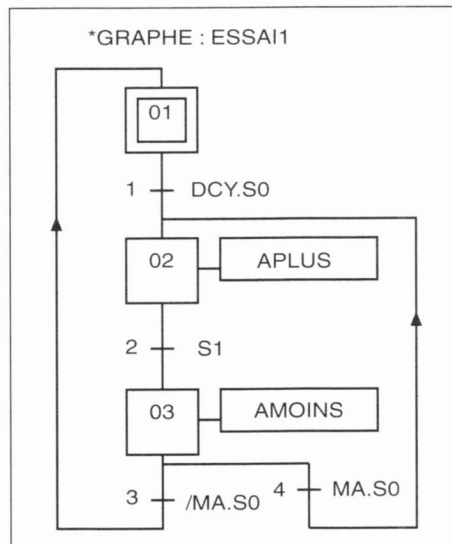 *GRAPHE : ESSAI1
01
1 DCY.S0
02 APLUS
2 S1
03 AMOINS
3 /MA.S0 4 MA.S0